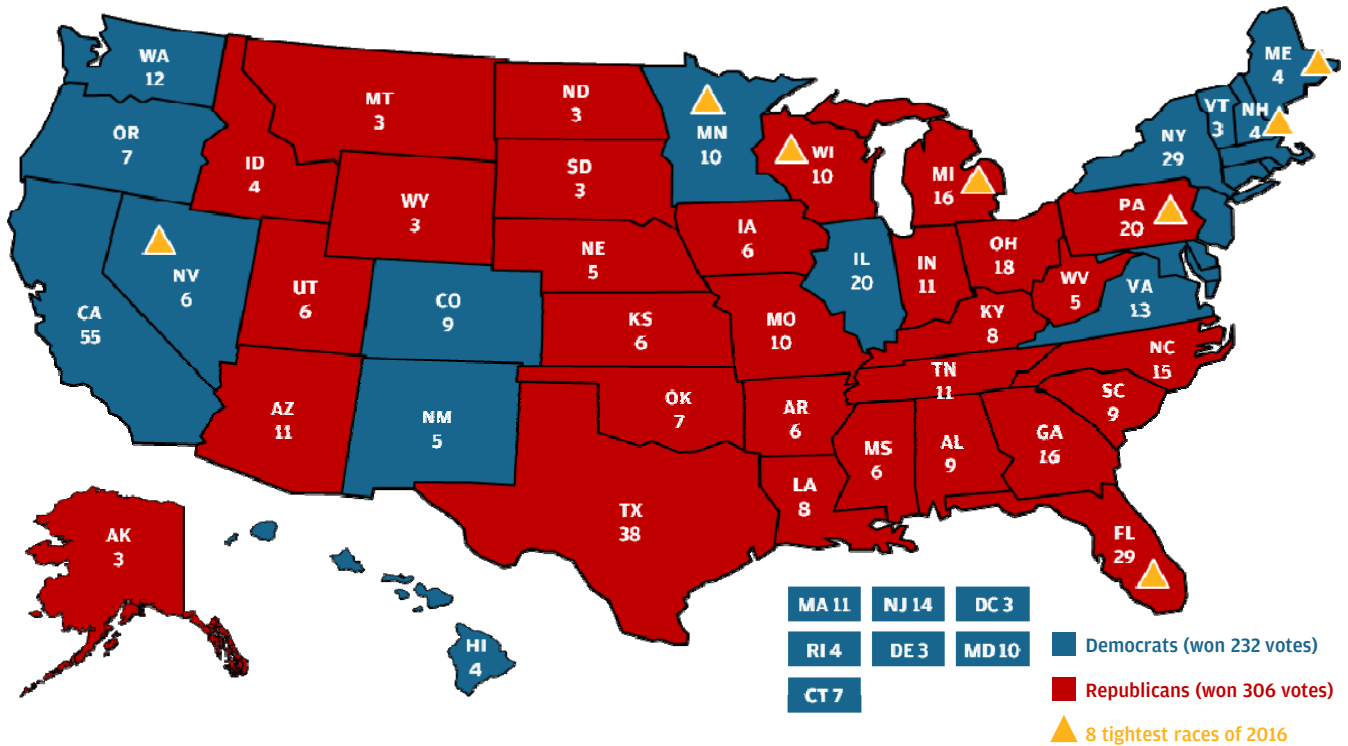 WA
12
OR
7
CA
55
NV
6
ID
4
MT
3
WY
3
UT
6
AZ
11
CO
9
NM
5
ND
3
SD
3
NE
5
KS
6
OK
7
TX
38
MN
10
IA
6
MO
10
AR
6
LA
8
WI
10
IL
20
MI
16
IN
11
OH
18
KY
8
TN
11
MS
6
AL
9
GA
16
FL
29
SC
9
NC
15
VA
13
WV
5
PA
20
NY
29
VT
3
NH
4
ME
4
AK
3
HI
4
MA 11
NJ 14
DC 3
RI 4
DE 3
MD 10
CT 7
Democrats (won 232 votes)
Republicans (won 306 votes)
8 tightest races of 2016